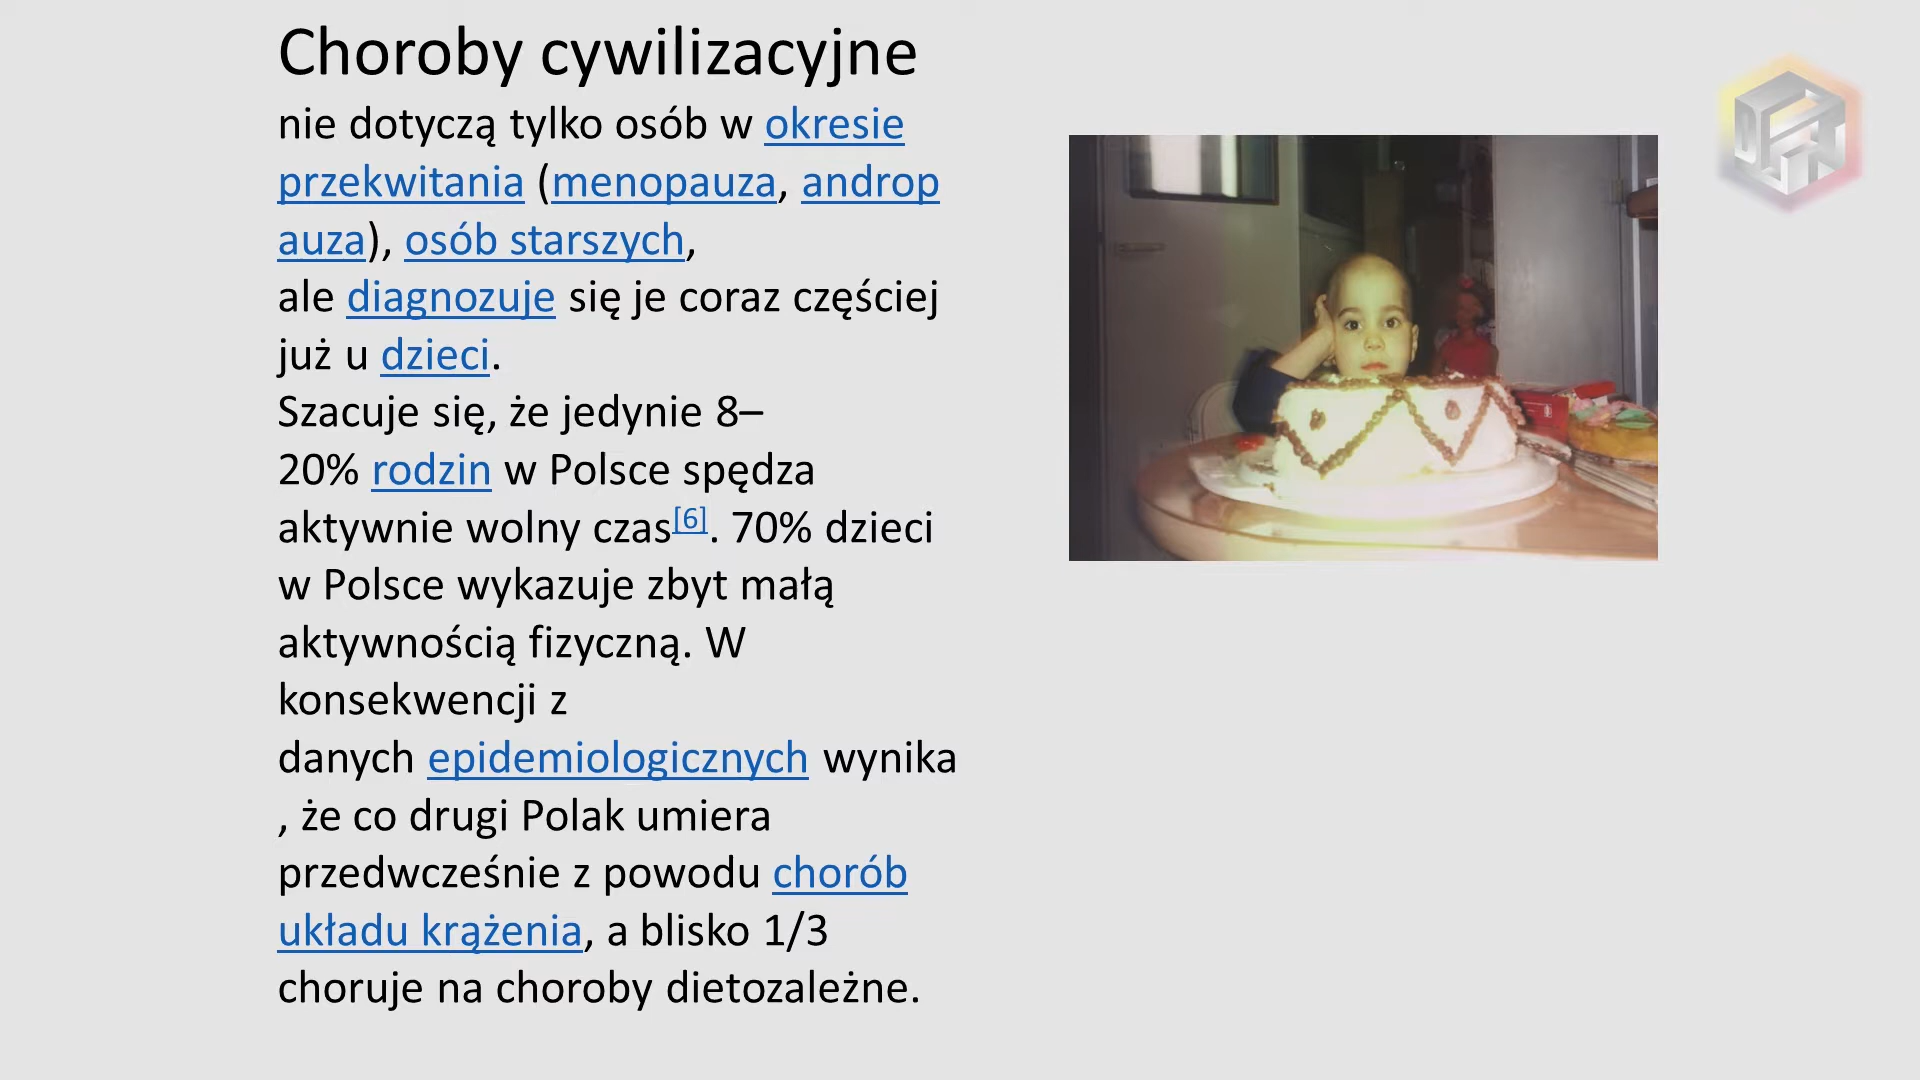 Choroby cywilizacyjne
nie dotyczą tylko osób w okresie
przekwitania (menopauza, androp
auza), osób starszych,
ale diagnozuje się je coraz częściej
już u dzieci.
Szacuje się, że jedynie 8–
20% rodzin w Polsce spędza
aktywnie wolny czas[6]. 70% dzieci
w Polsce wykazuje zbyt małą
aktywnością fizyczną. W
konsekwencji z
danych epidemiologicznych wynika
, że co drugi Polak umiera
przedwcześnie z powodu chorób
układu krążenia, a blisko 1/3
choruje na choroby dietozależne.